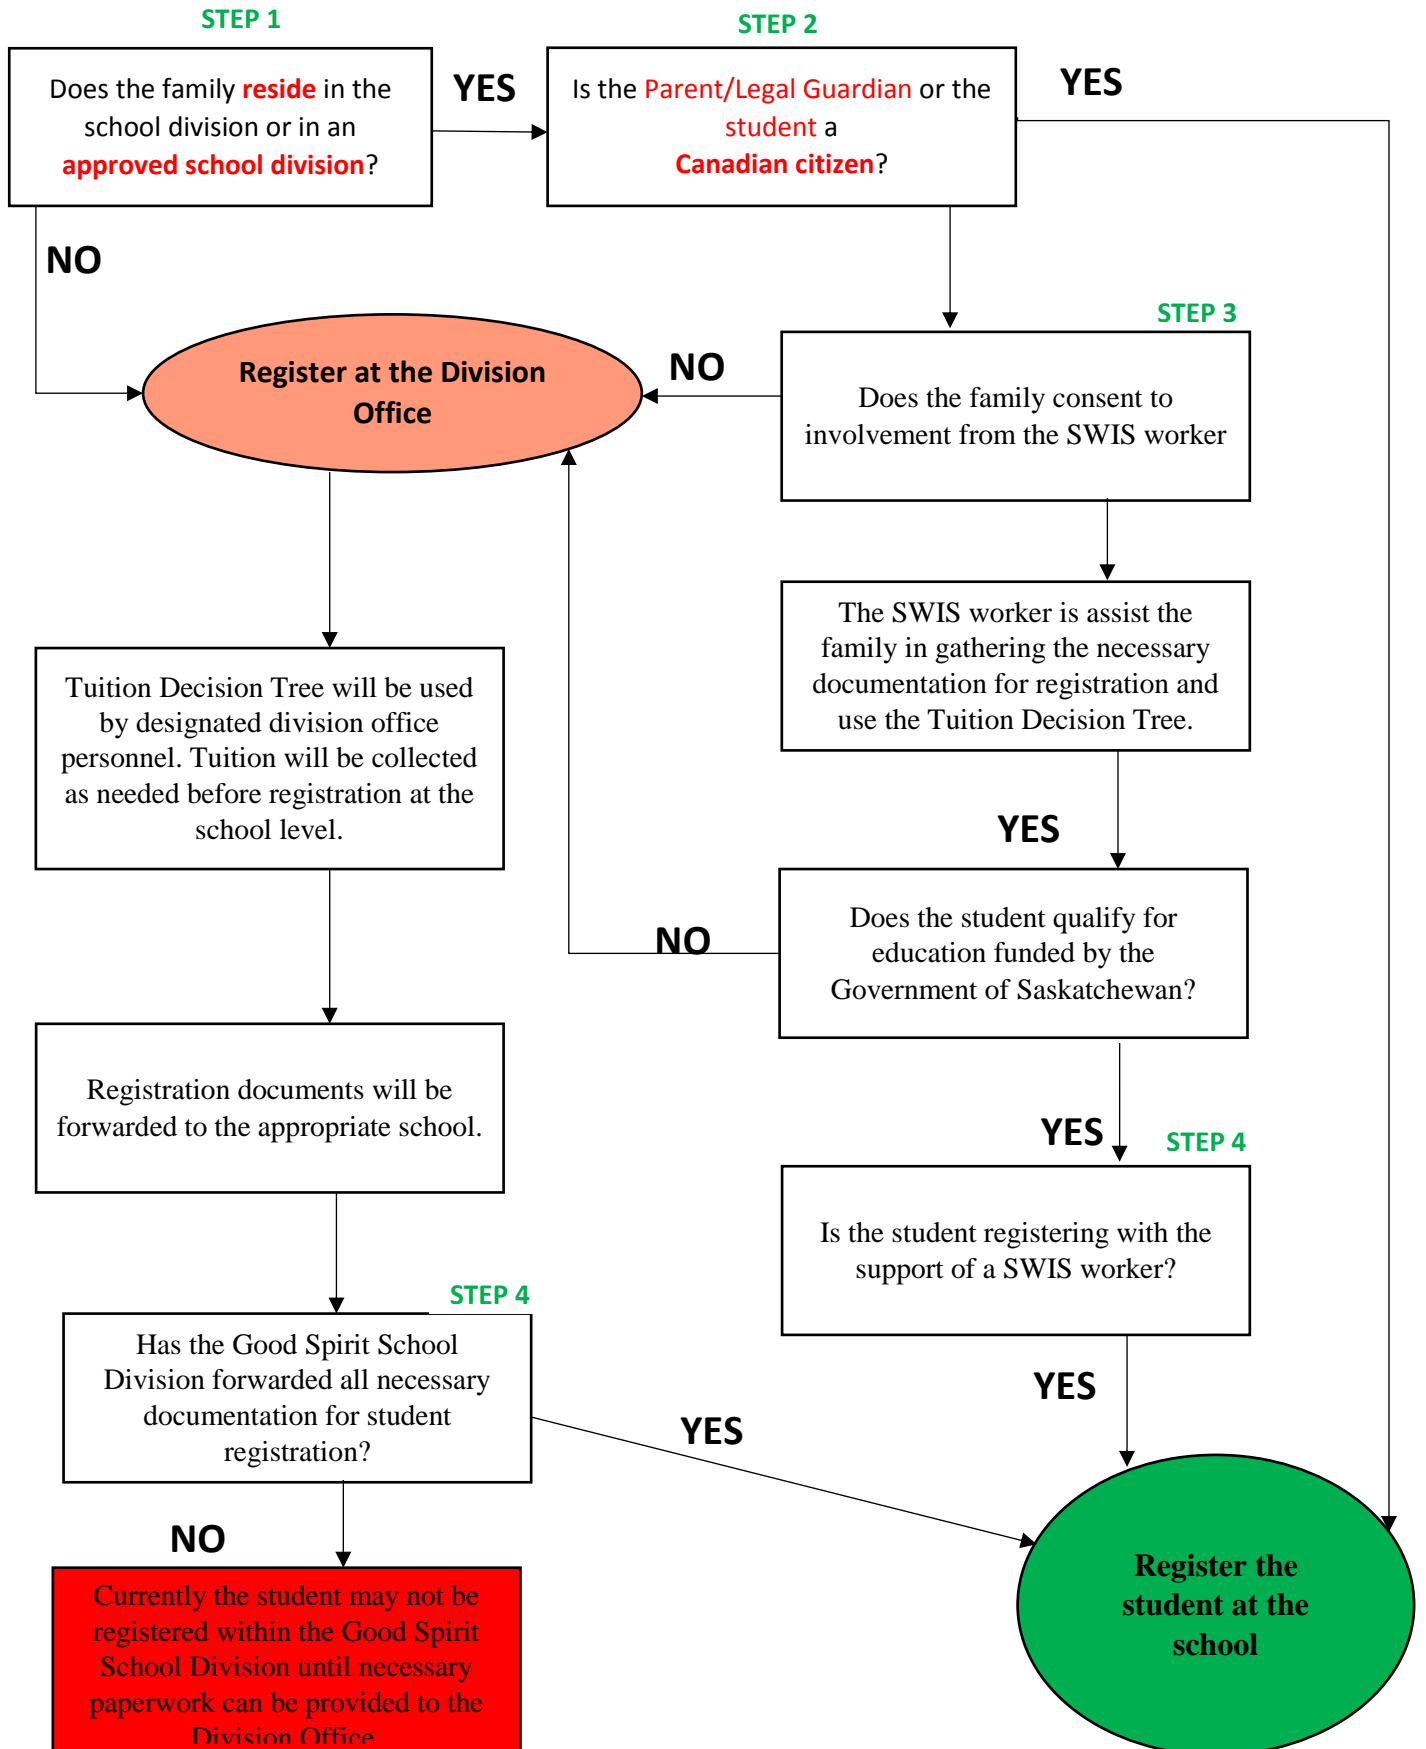 STEP 1
STEP 2
Does the family reside in the
school division or in an
approved school division?
YES
Is the Parent/Legal Guardian or the
student a
Canadian citizen?
YES
NO
STEP 3
Register at the Division
Office
NO
Does the family consent to
involvement from the SWIS worker
The SWIS worker is assist the
family in gathering the necessary
documentation for registration and
use the Tuition Decision Tree.
Tuition Decision Tree will be used
by designated division office
personnel. Tuition will be collected
as needed before registration at the
school level.
YES
Does the student qualify for
education funded by the
Government of Saskatchewan?
NO
Registration documents will be
forwarded to the appropriate school.
YES
STEP 4
Is the student registering with the
support of a SWIS worker?
STEP 4
Has the Good Spirit School
Division forwarded all necessary
documentation for student
registration?
YES
YES
NO
Currently the student may not be
registered within the Good Spirit
School Division until necessary
paperwork can be provided to the
Division Office
Register the
student at the
school